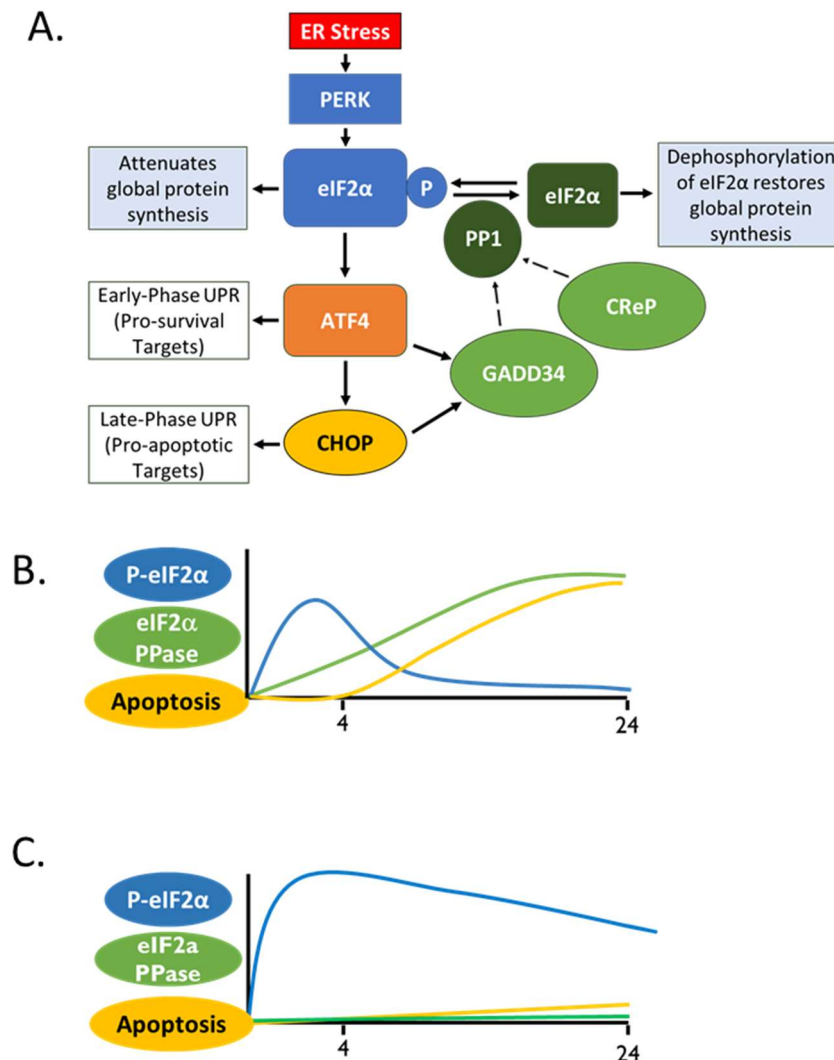 A.
ER Stress
PERK
Attenuates
global protein
synthesis
eIF2α
P
eIF2α
Dephosphorylation
of eIF2α restores
global protein
synthesis
PP1
CReP
Early-Phase UPR
(Pro-survival
Targets)
ATF4
GADD34
Late-Phase UPR
(Pro-apoptotic
Targets)
CHOP
B.
P-eIF2α
eIF2α
PPase
Apoptosis
4
24
C.
P-eIF2α
eIF2a
PPase
Apoptosis
4
24